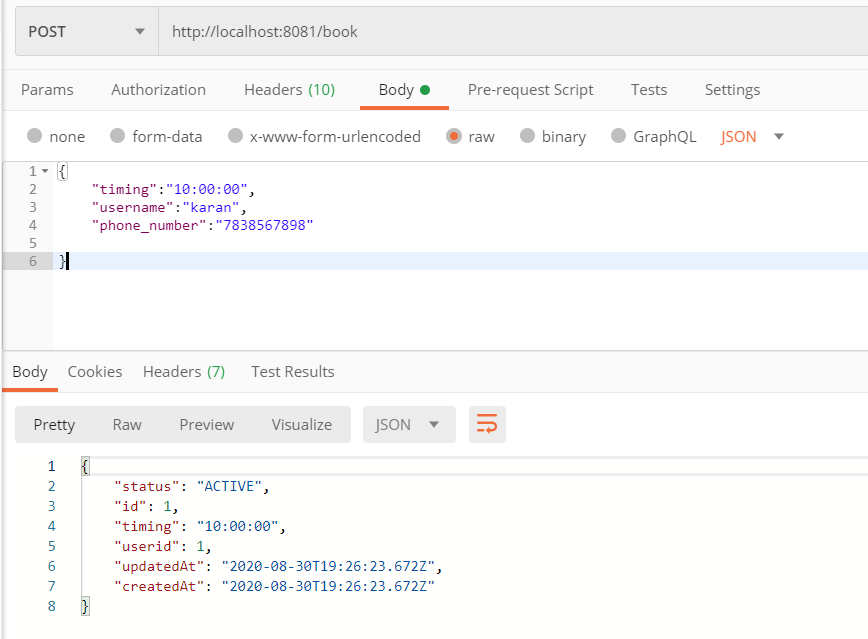 POST http://localhost:8081/book
Params Authorization Headers (10) Body Pre-request Script Tests Settings
none form-data x-www-form-urlencoded raw binary GraphQL JSON
1 {
2 "timing":"10:00:00",
3 "username":"karan",
4 "phone_number":"7838567898"
5
6 }
Body Cookies Headers (7) Test Results
Pretty Raw Preview Visualize JSON
1 {
2 "status": "ACTIVE",
3 "id": 1,
4 "timing": "10:00:00",
5 "userid": 1,
6 "updatedAt": "2020-08-30T19:26:23.672Z",
7 "createdAt": "2020-08-30T19:26:23.672Z"
8 }